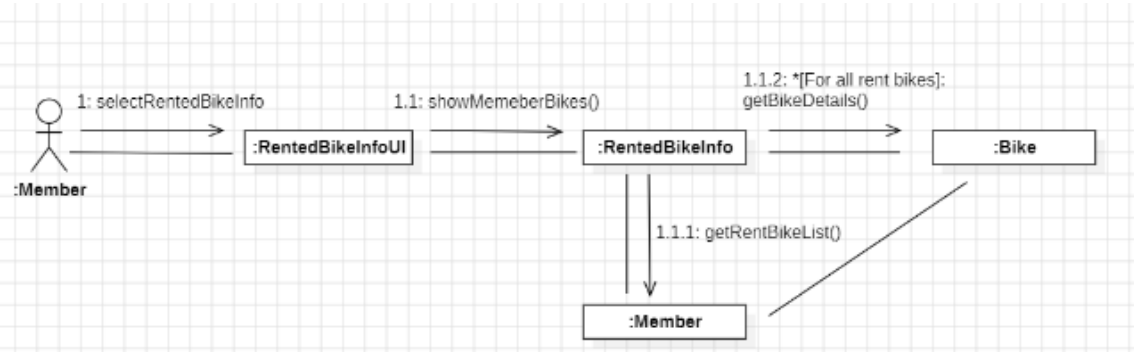 1.1.2: *[For all rent bikes]:
getBikeDetails()
1: selectRentedBikeInfo
1.1: showMemeberBikes()
:RentedBikeInfoUI
:RentedBikeInfo
:Bike
:Member
1.1.1: getRentBikeList()
:Member